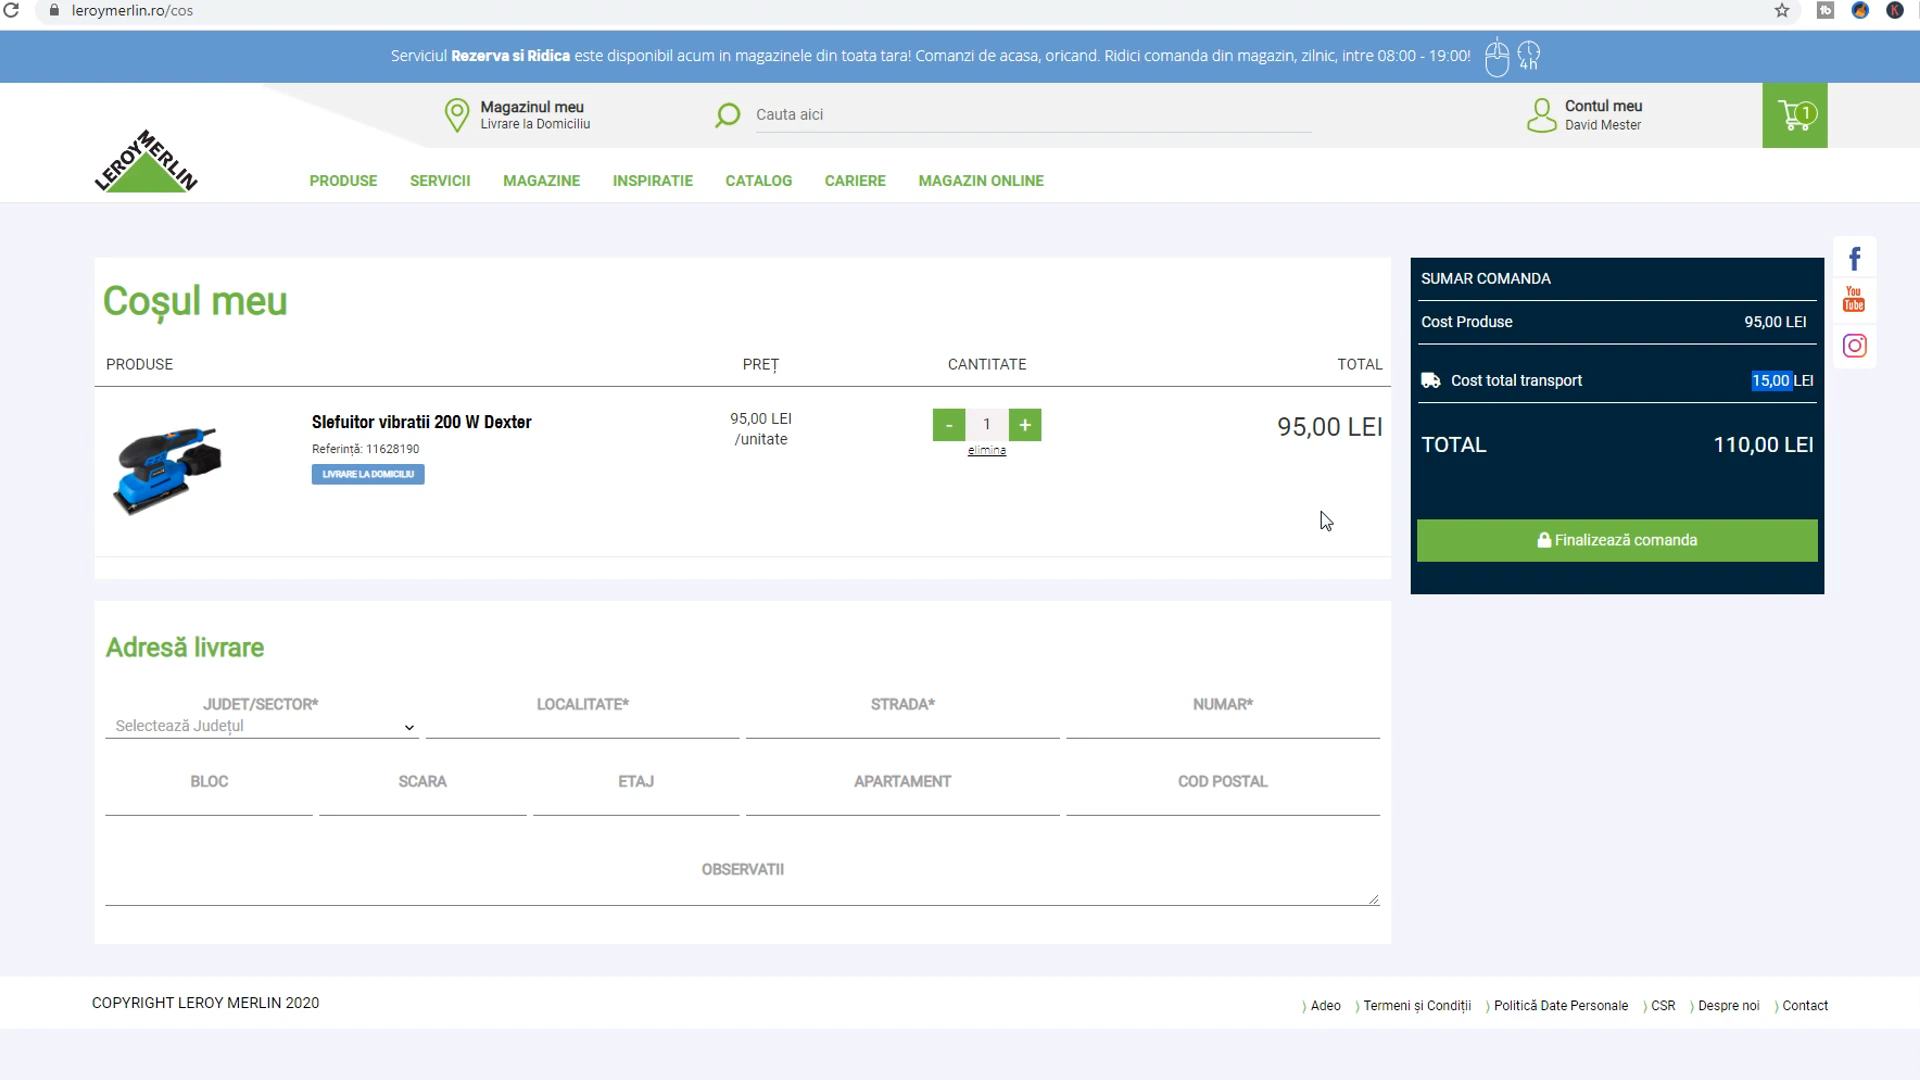 leroymerlin.ro/cos
Serviciul Rezerva si Ridica este disponibil acum in magazinele din toata tara! Comanzi de acasa, oricand. Ridici comanda din magazin, zilnic, intre 08:00 - 19:00!
4h
Magazinul meu
Livrare la Domiciliu
Cauta aici
Contul meu
David Mester
1
LEROY MERLIN
PRODUSE SERVICII MAGAZINE INSPIRATIE CATALOG CARIERE MAGAZIN ONLINE
Coșul meu
PRODUSE PREȚ CANTITATE TOTAL
Slefuitor vibratii 200 W Dexter
Referință: 11628190
LIVRARE LA DOMICILIU
95,00 LEI
/unitate
- 1 +
elimina
95,00 LEI
SUMAR COMANDA
Cost Produse 95,00 LEI
Cost total transport 15,00 LEI
TOTAL 110,00 LEI
Finalizează comanda
You
Tube
Adresă livrare
JUDET/SECTOR* LOCALITATE* STRADA* NUMAR*
Selectează Județul
BLOC SCARA ETAJ APARTAMENT COD POSTAL
OBSERVATII
COPYRIGHT LEROY MERLIN 2020
Adeo Termeni și Condiții Politică Date Personale CSR Despre noi Contact